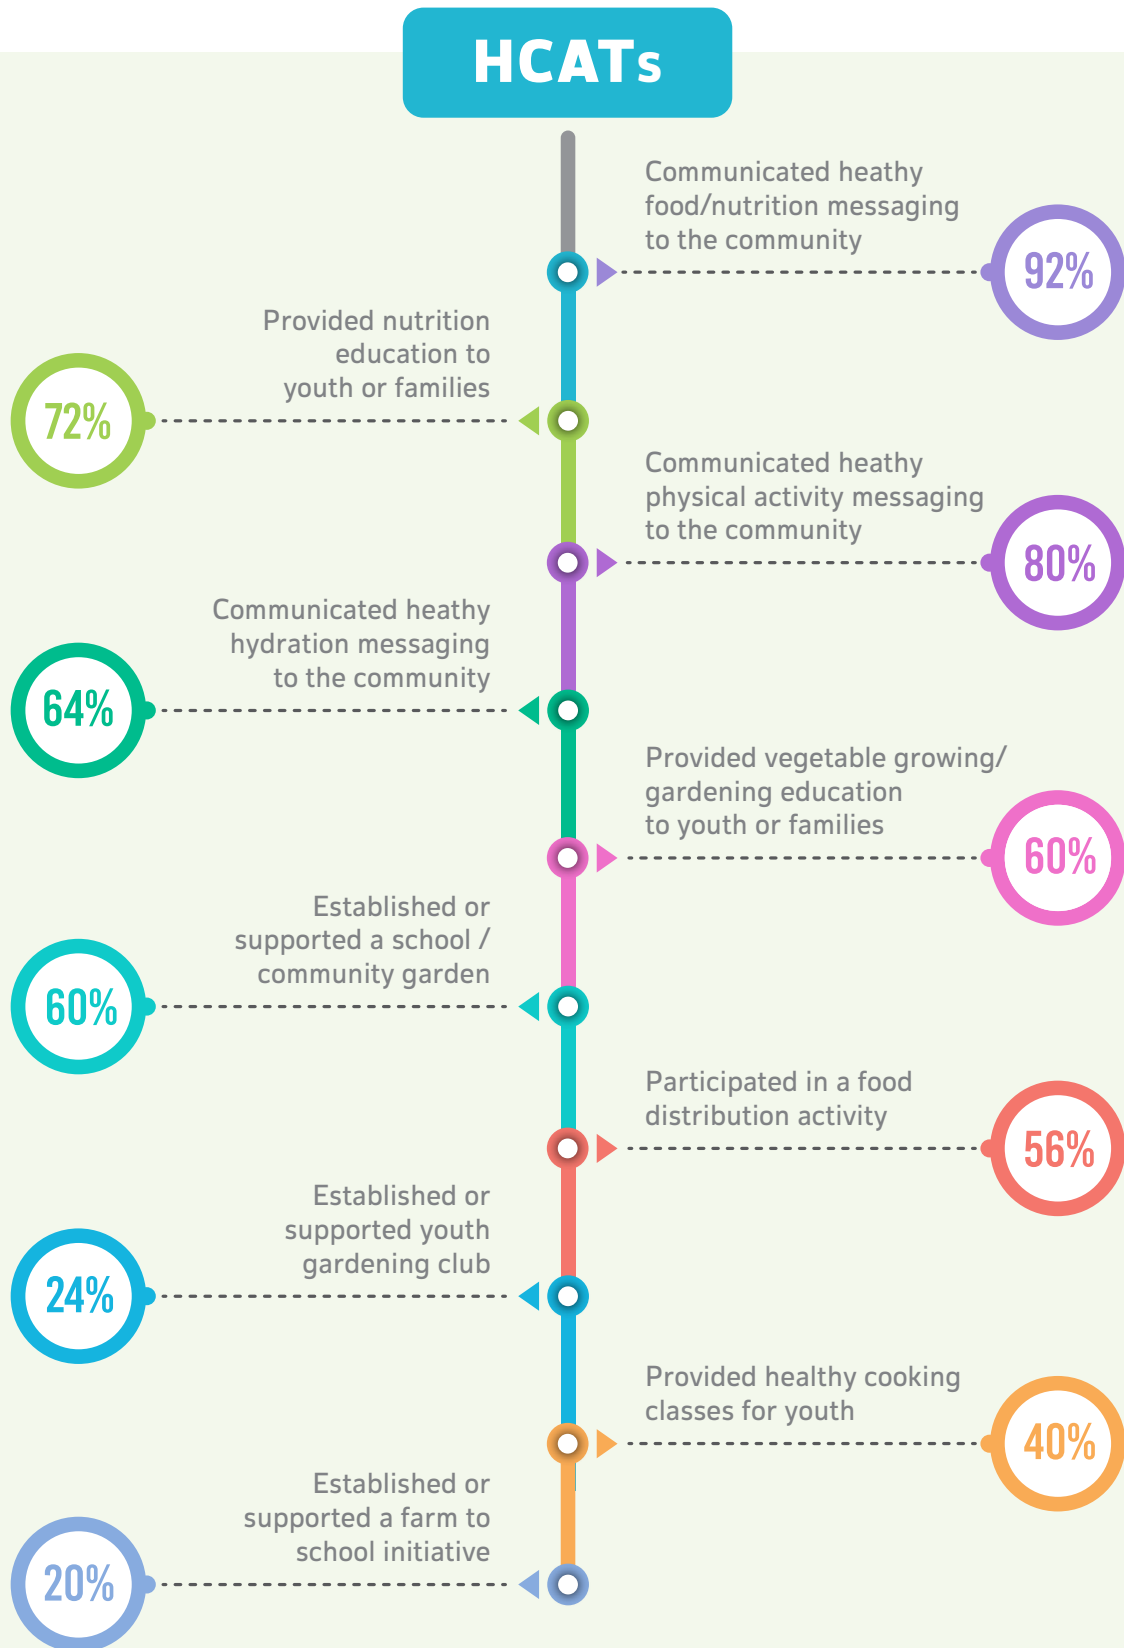 HCATs
Communicated heathy
food/nutrition messaging
to the community
92%
Provided nutrition
education to
youth or families
72%
Communicated heathy
physical activity messaging
to the community
80%
Communicated heathy
hydration messaging
to the community
64%
Provided vegetable growing/
gardening education
to youth or families
60%
Established or
supported a school /
community garden
60%
Participated in a food
distribution activity
56%
Established or
supported youth
gardening club
24%
Provided healthy cooking
classes for youth
40%
Established or
supported a farm to
school initiative
20%